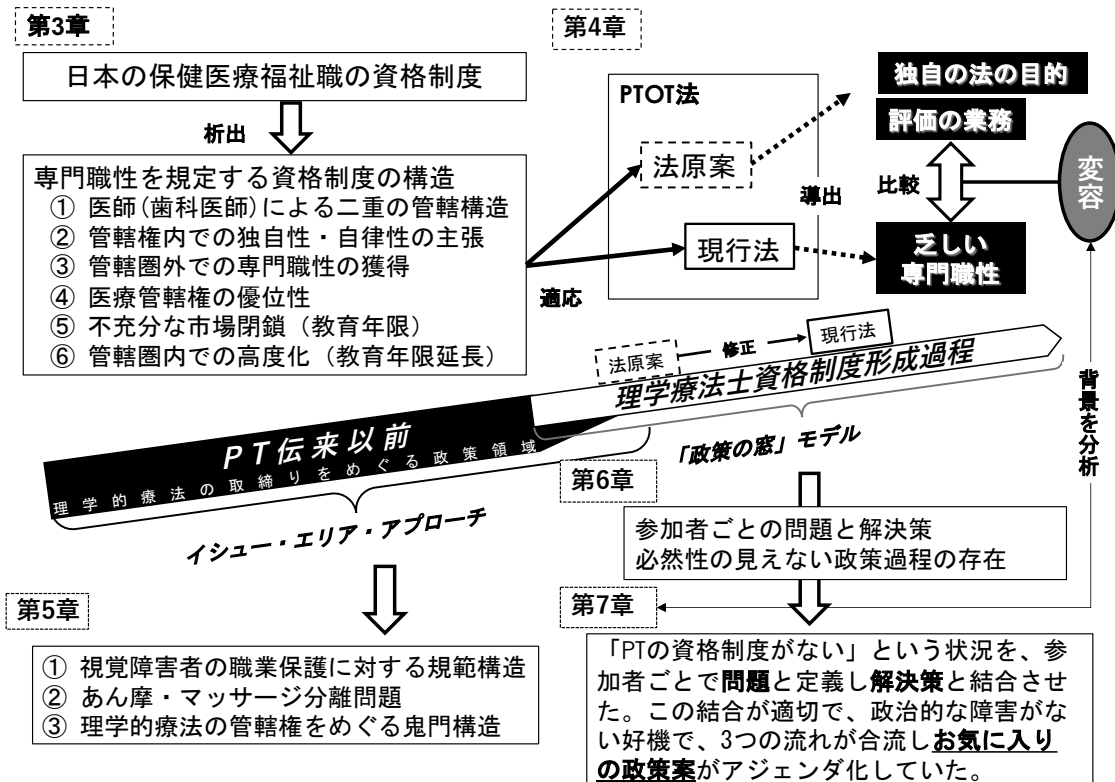 第3章
日本の保健医療福祉職の資格制度
析出
専門職性を規定する資格制度の構造
① 医師(歯科医師)による二重の管轄構造
② 管轄権内での独自性・自律性の主張
③ 管轄圏外での専門職性の獲得
④ 医療管轄権の優位性
⑤ 不充分な市場閉鎖（教育年限）
⑥ 管轄圏内での高度化（教育年限延長）
適応
第4章
PTOT法
法原案
現行法
導出
独自の法の目的
評価の業務
比較
乏しい
専門職性
変容
背景を分析
法原案
修正
現行法
理学療法士資格制度形成過程
PT伝来以前
理学的療法の取締りをめぐる政策領域
イシュー・エリア・アプローチ
「政策の窓」モデル
第5章
① 視覚障害者の職業保護に対する規範構造
② あん摩・マッサージ分離問題
③ 理学的療法の管轄権をめぐる鬼門構造
第6章
参加者ごとの問題と解決策
必然性の見えない政策過程の存在
第7章
「PTの資格制度がない」という状況を、参
加者ごとで問題と定義し解決策と結合させ
た。この結合が適切で、政治的な障害がな
い好機で、3つの流れが合流しお気に入り
の政策案がアジェンダ化していた。